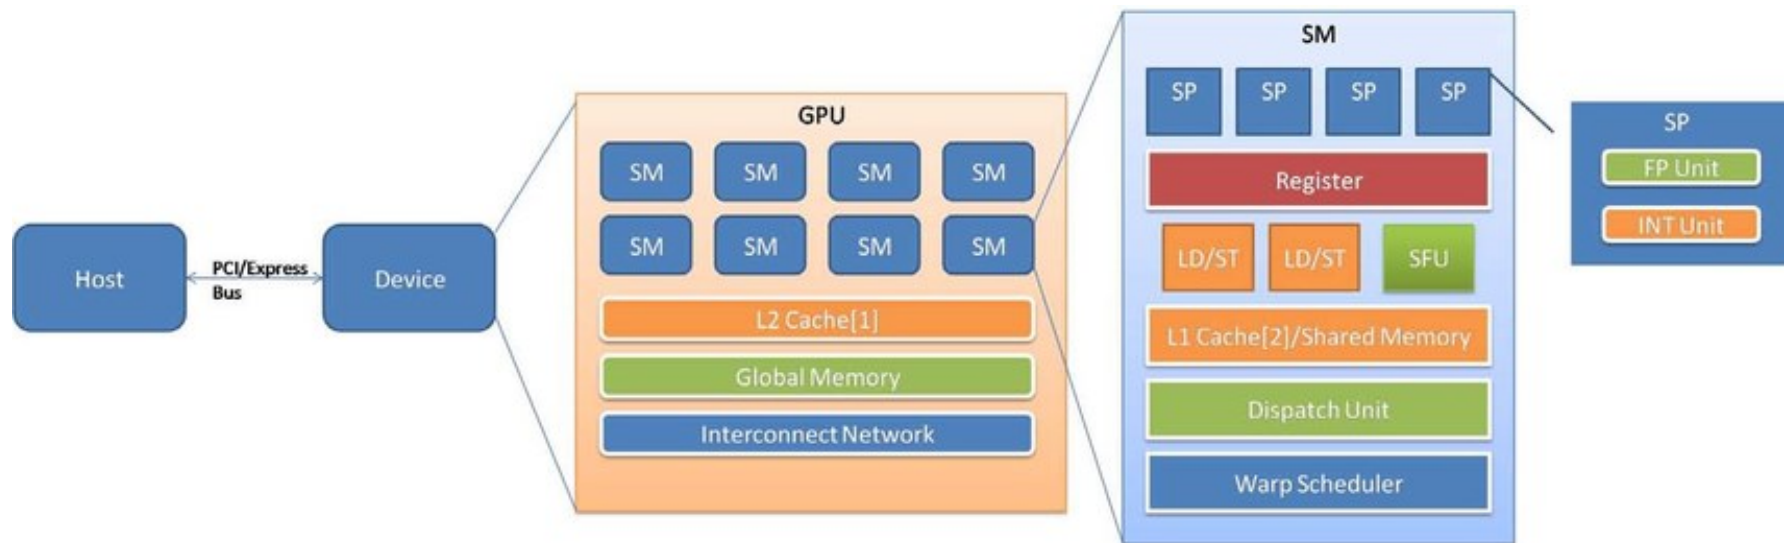 Host
PCI/Express
Bus
Device
GPU
SM SM SM SM
SM SM SM SM
L2 Cache[1]
Global Memory
Interconnect Network
SM
SP SP SP SP
Register
LD/ST LD/ST SFU
L1 Cache[2]/Shared Memory
Dispatch Unit
Warp Scheduler
SP
FP Unit
INT Unit